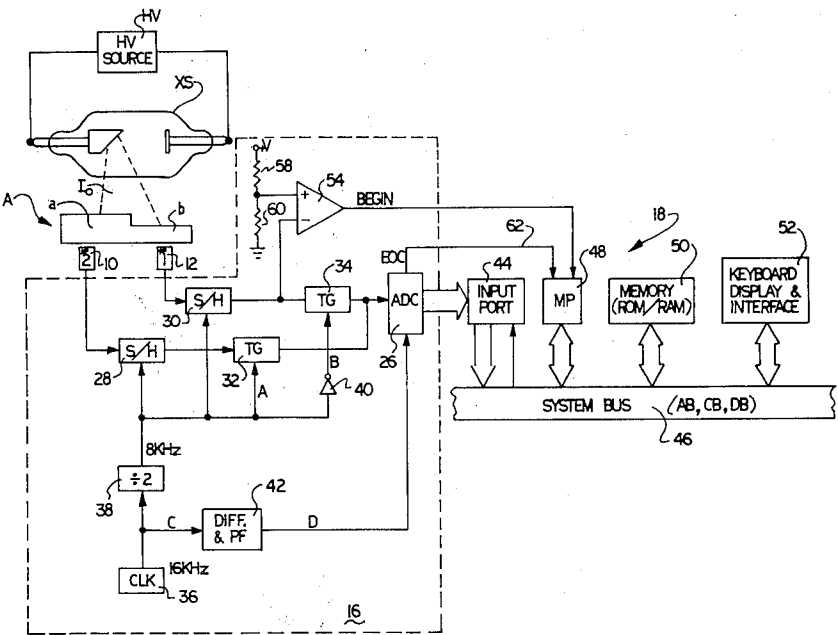 HV
HV
SOURCE
XS
+V
58
54
BEGIN
I₀
A
a
b
60
62
18
52
2
10
1
12
34
EOC
44
48
50
KEYBOARD
DISPLAY &
INTERFACE
S/H
TG
ADC
INPUT
PORT
MP
MEMORY
(ROM/RAM)
30
26
S/H
TG
B
28
32
A
40
SYSTEM BUS (AB, CB, DB)
46
8KHz
÷2
38
42
C
DIFF.
& PF
D
16KHz
CLK
36
16